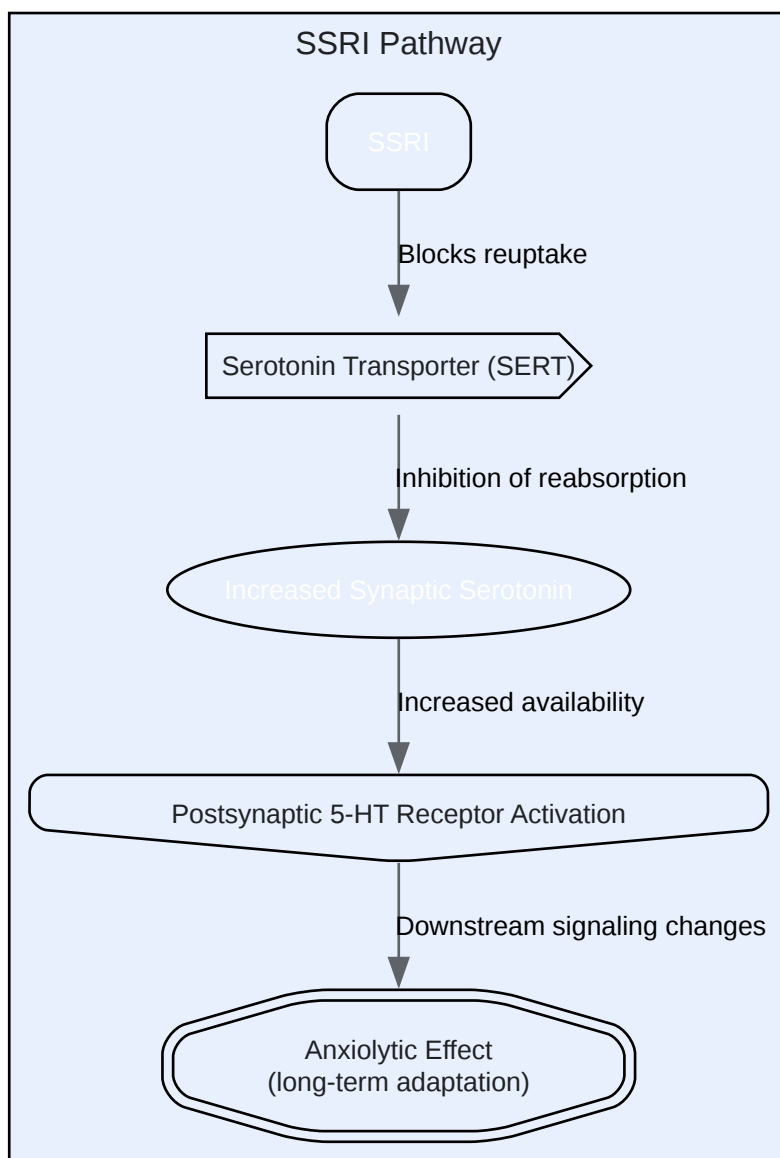 SSRI Pathway
SSRI
Blocks reuptake
Serotonin Transporter (SERT)
Inhibition of reabsorption
Increased Synaptic Serotonin
Increased availability
Postsynaptic 5-HT Receptor Activation
Downstream signaling changes
Anxiolytic Effect
(long-term adaptation)